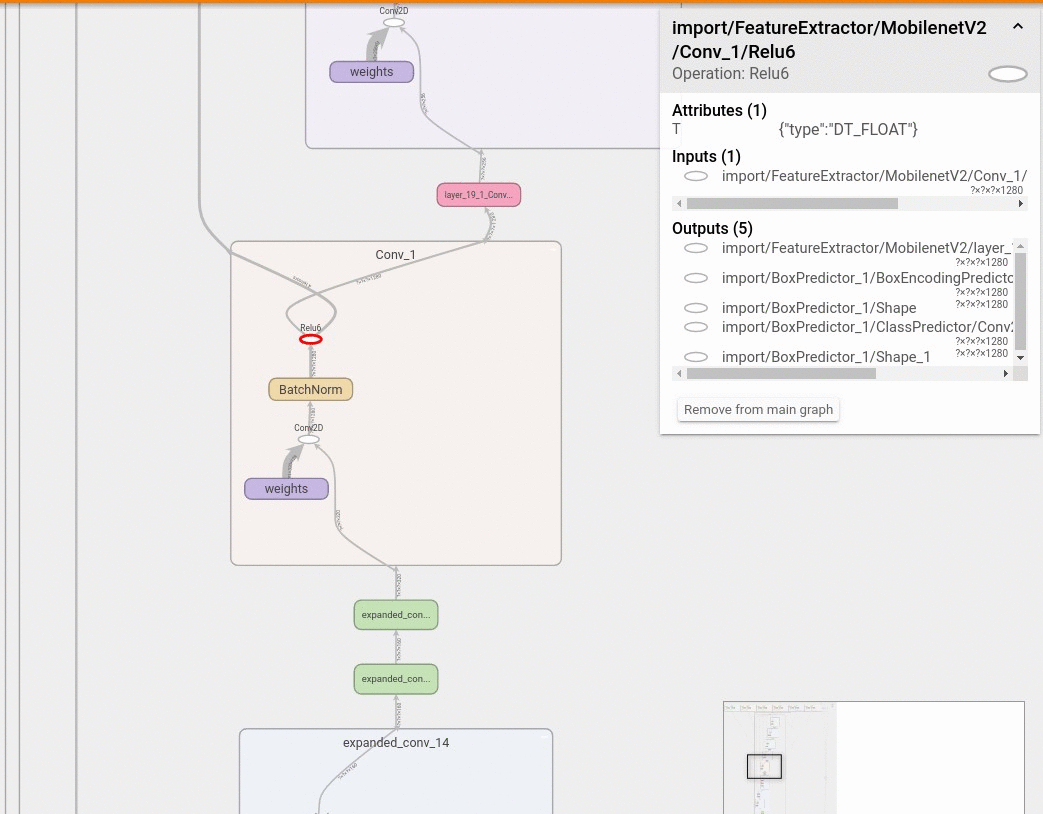 Conv2D
weights
layer_19_1_Conv...
Conv_1
Relu6
BatchNorm
Conv2D
weights
expanded_con...
expanded_con...
expanded_conv_14
import/FeatureExtractor/MobilenetV2
/Conv_1/Relu6
Operation: Relu6
Attributes (1)
T {"type":"DT_FLOAT"}
Inputs (1)
import/FeatureExtractor/MobilenetV2/Conv_1/
?×?×?×1280
Outputs (5)
import/FeatureExtractor/MobilenetV2/layer_
?×?×?×1280
import/BoxPredictor_1/BoxEncodingPredicto
?×?×?×1280
import/BoxPredictor_1/Shape
?×?×?×1280
import/BoxPredictor_1/ClassPredictor/Conv2
?×?×?×1280
import/BoxPredictor_1/Shape_1
?×?×?×1280
Remove from main graph